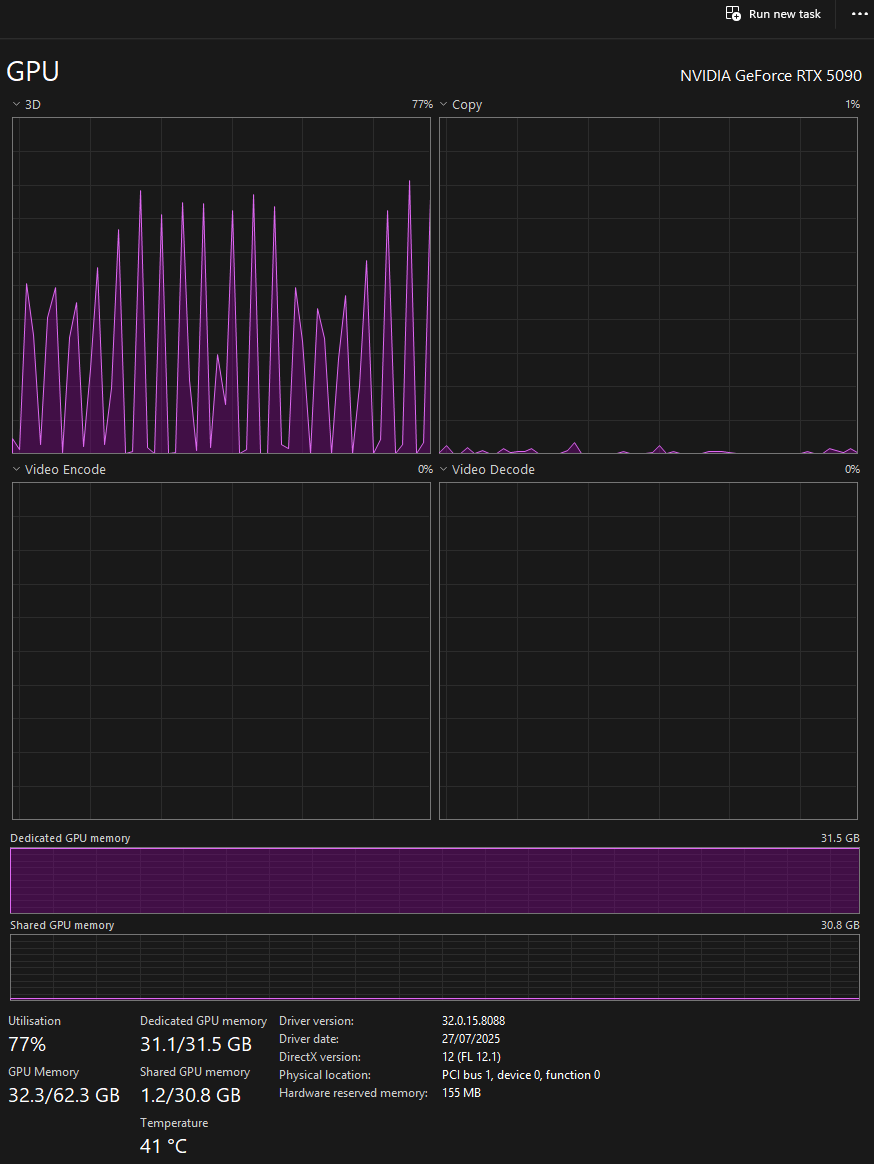 Run new task
GPU
NVIDIA GeForce RTX 5090
3D 77%
Copy 1%
Video Encode 0%
Video Decode 0%
Dedicated GPU memory 31.5 GB
Shared GPU memory 30.8 GB
Utilisation
77%
Dedicated GPU memory
31.1/31.5 GB
GPU Memory
32.3/62.3 GB
Shared GPU memory
1.2/30.8 GB
Temperature
41 °C
Driver version: 32.0.15.8088
Driver date: 27/07/2025
DirectX version: 12 (FL 12.1)
Physical location: PCI bus 1, device 0, function 0
Hardware reserved memory: 155 MB